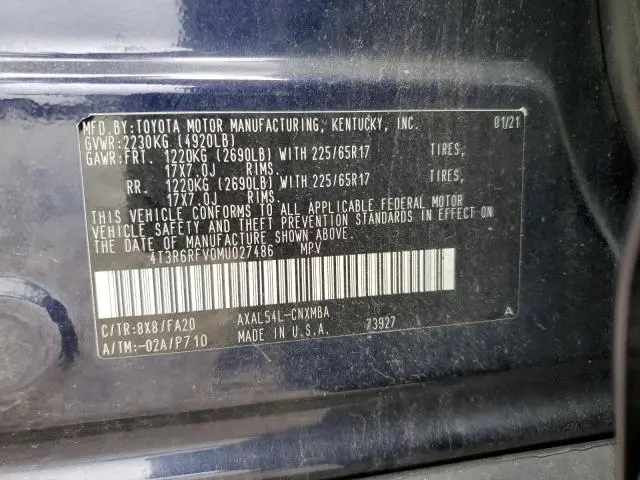 MFD.BY:TOYOTA MOTOR MANUFACTURING, KENTUCKY, INC. 01/21
GVWR:2230KG (4920LB)
GAWR:FRT. 1220KG (2690LB) WITH 225/65R17 TIRES,
17X7.0J RIMS.
RR. 1220KG (2690LB) WITH 225/65R17 TIRES,
17X7.0J RIMS.
THIS VEHICLE CONFORMS TO ALL APPLICABLE FEDERAL MOTOR
VEHICLE SAFETY AND THEFT PREVENTION STANDARDS IN EFFECT ON
THE DATE OF MANUFACTURE SHOWN ABOVE.
4T3R6RFV0MU027486 MPV
C/TR:8X8/FA20 AXAL54L-CNXMBA A
A/TM:-02A/P710 MADE IN U.S.A. 73927